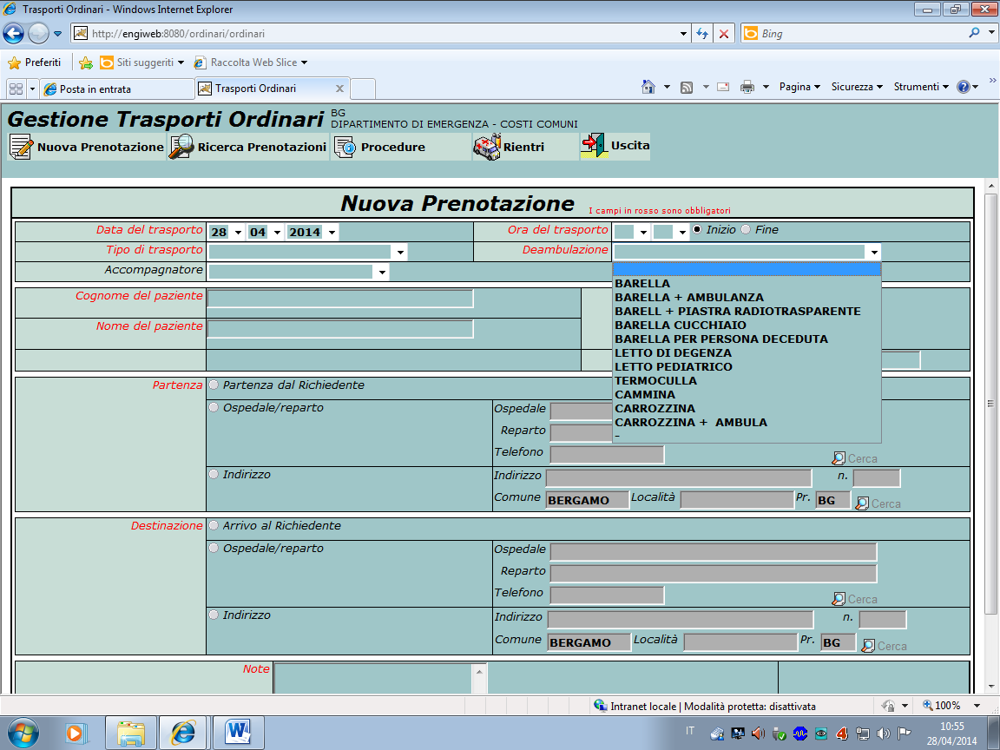 Trasporti Ordinari - Windows Internet Explorer
http://engiweb:8080/ordinari/ordinari
Bing
Preferiti Siti suggeriti Raccolta Web Slice
Posta in entrata Trasporti Ordinari Pagina Sicurezza Strumenti
Gestione Trasporti Ordinari BG
DIPARTIMENTO DI EMERGENZA - COSTI COMUNI
Nuova Prenotazione Ricerca Prenotazioni Procedure Rientri Uscita
Nuova Prenotazione I campi in rosso sono obbligatori
Data del trasporto 28 04 2014 Ora del trasporto Inizio Fine
Tipo di trasporto Deambulazione
Accompagnatore
BARELLA
BARELLA + AMBULANZA
BARELL + PIASTRA RADIOTRASPARENTE
BARELLA CUCCHIAIO
BARELLA PER PERSONA DECEDUTA
LETTO DI DEGENZA
LETTO PEDIATRICO
TERMOCULLA
CAMMINA
CARROZZINA
CARROZZINA + AMBULA
-
Cognome del paziente
Nome del paziente
Partenza Partenza dal Richiedente
Ospedale/reparto Ospedale
Reparto
Telefono Cerca
Indirizzo Indirizzo n.
Comune BERGAMO Località Pr. BG Cerca
Destinazione Arrivo al Richiedente
Ospedale/reparto Ospedale
Reparto
Telefono Cerca
Indirizzo Indirizzo n.
Comune BERGAMO Località Pr. BG Cerca
Note
Intranet locale | Modalità protetta: disattivata 100%
IT 10:55
28/04/2014